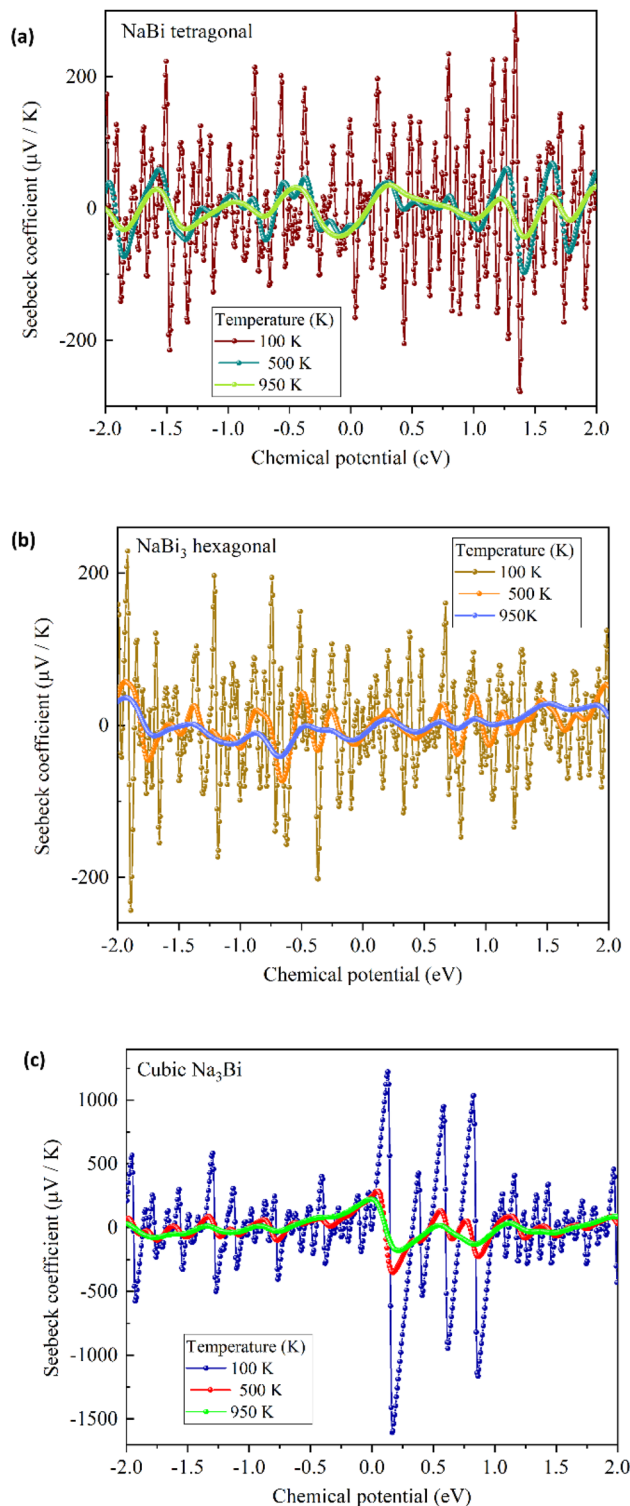 (a)
NaBi tetragonal
Seebeck coefficient (μV / K)
200
0
-200
Temperature (K)
100 K
500 K
950 K
-2.0 -1.5 -1.0 -0.5 0.0 0.5 1.0 1.5 2.0
Chemical potential (eV)
(b)
NaBi₃ hexagonal
Seebeck coefficient (μV / K)
200
0
-200
Temperature (K)
100 K
500 K
950K
-2.0 -1.5 -1.0 -0.5 0.0 0.5 1.0 1.5 2.0
Chemical potential (eV)
(c)
Cubic Na₃Bi
Seebeck coefficient (μV / K)
1000
500
0
-500
-1000
-1500
Temperature (K)
100 K
500 K
950 K
-2.0 -1.5 -1.0 -0.5 0.0 0.5 1.0 1.5 2.0
Chemical potential (eV)